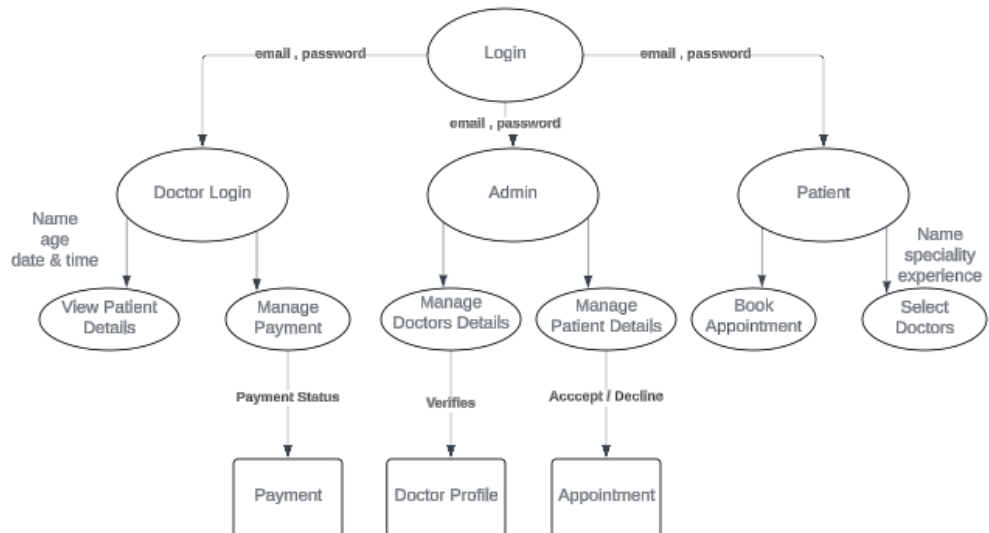 Login
email , password
email , password
email , password
Doctor Login
Admin
Patient
Name
age
date & time
Name
speciality
experience
View Patient
Details
Manage
Payment
Manage
Doctors Details
Manage
Patient Details
Book
Appointment
Select
Doctors
Payment Status
Verifies
Acccept / Decline
Payment
Doctor Profile
Appointment